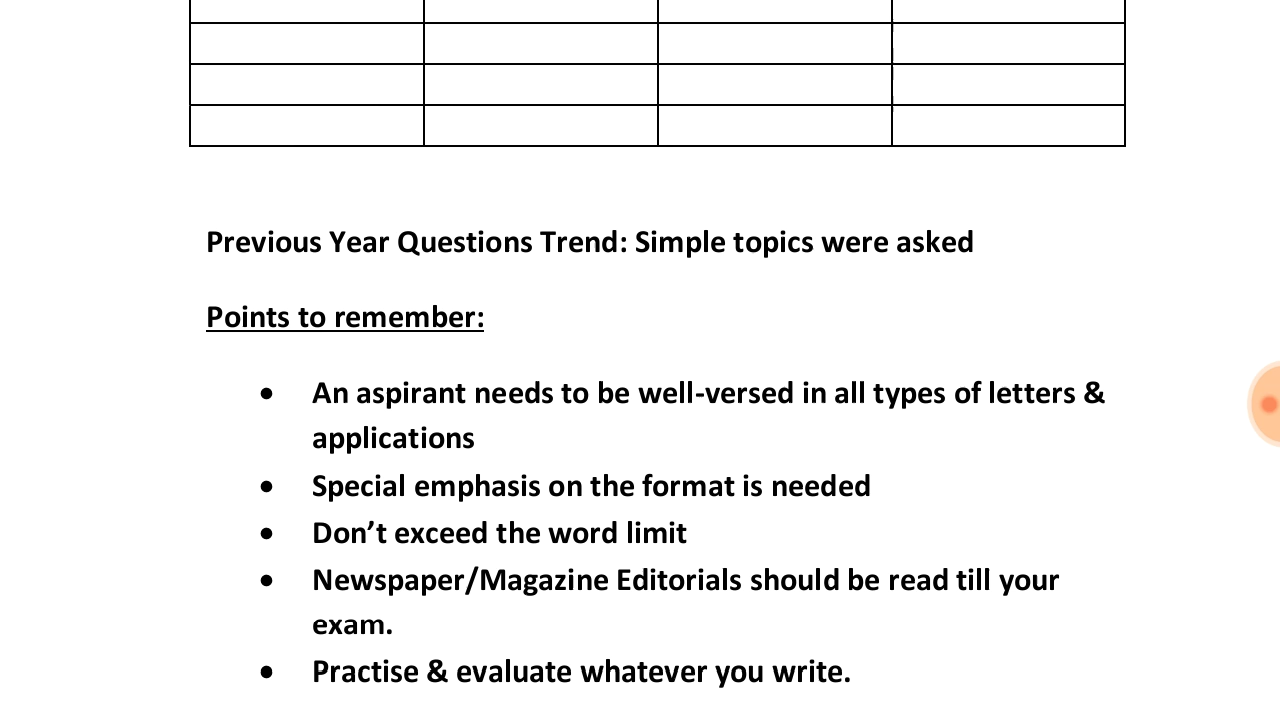 Previous Year Questions Trend: Simple topics were asked
Points to remember:
• An aspirant needs to be well-versed in all types of letters &
applications
• Special emphasis on the format is needed
• Don’t exceed the word limit
• Newspaper/Magazine Editorials should be read till your
exam.
• Practise & evaluate whatever you write.